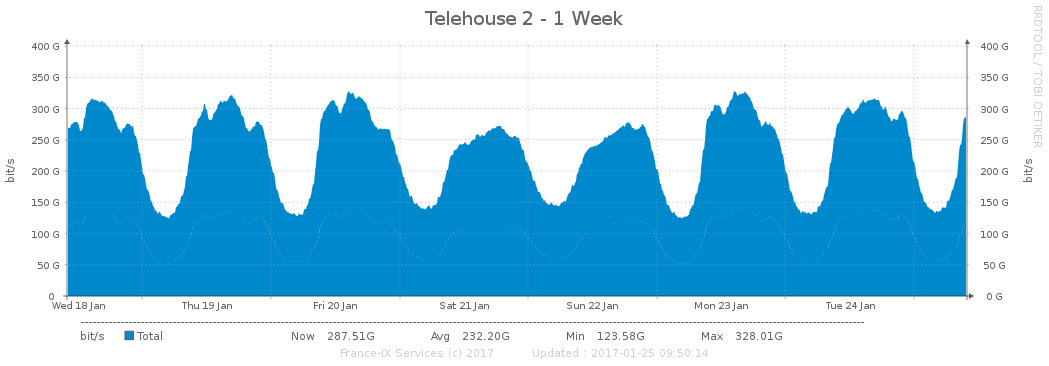 Telehouse 2 - 1 Week
RRDTOOL / TOBI OETIKER
400 G 400 G
350 G 350 G
300 G 300 G
250 G 250 G
200 G 200 G
150 G 150 G
100 G 100 G
50 G 50 G
0 0 G
bit/s bit/s
Wed 18 Jan Thu 19 Jan Fri 20 Jan Sat 21 Jan Sun 22 Jan Mon 23 Jan Tue 24 Jan
bit/s Total Now 287.51G Avg 232.20G Min 123.58G Max 328.01G
France-IX Services (c) 2017 Updated : 2017-01-25 09:50:14